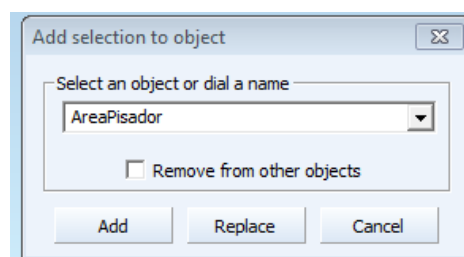 Add selection to object
Select an object or dial a name
AreaPisador
Remove from other objects
Add Replace Cancel